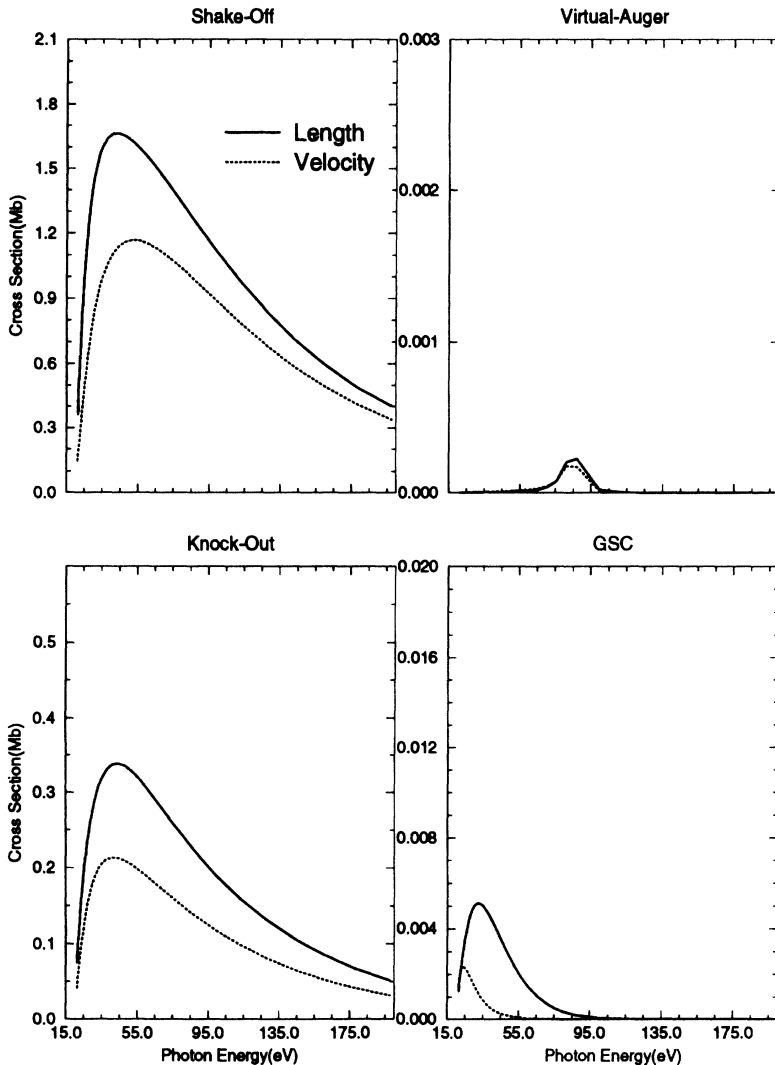 Shake-Off
Virtual-Auger
2.1
1.8
1.5
1.2
0.9
0.6
0.3
0.0
Cross Section(Mb)
Length
Velocity
0.003
0.002
0.001
0.000
Knock-Out
GSC
0.5
0.4
0.3
0.2
0.1
0.0
Cross Section(Mb)
0.020
0.016
0.012
0.008
0.004
0.000
15.0 55.0 95.0 135.0 175.0
15.0 55.0 95.0 135.0 175.0
Photon Energy(eV)
Photon Energy(eV)